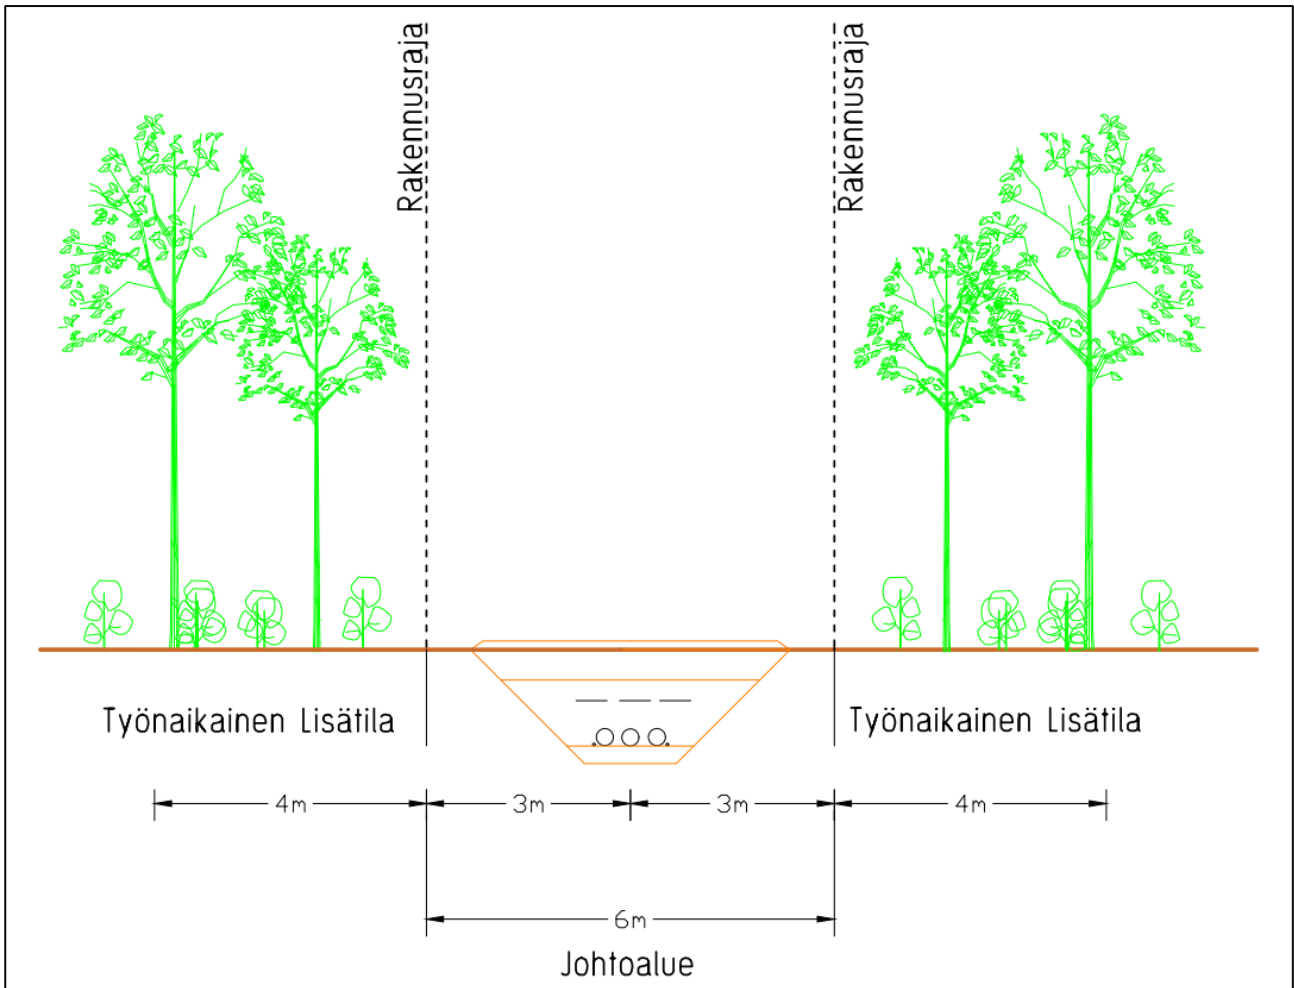 Rakennusraja
Rakennusraja
Työnaikainen Lisätila
Työnaikainen Lisätila
4m
3m
3m
4m
6m
Johtoalue